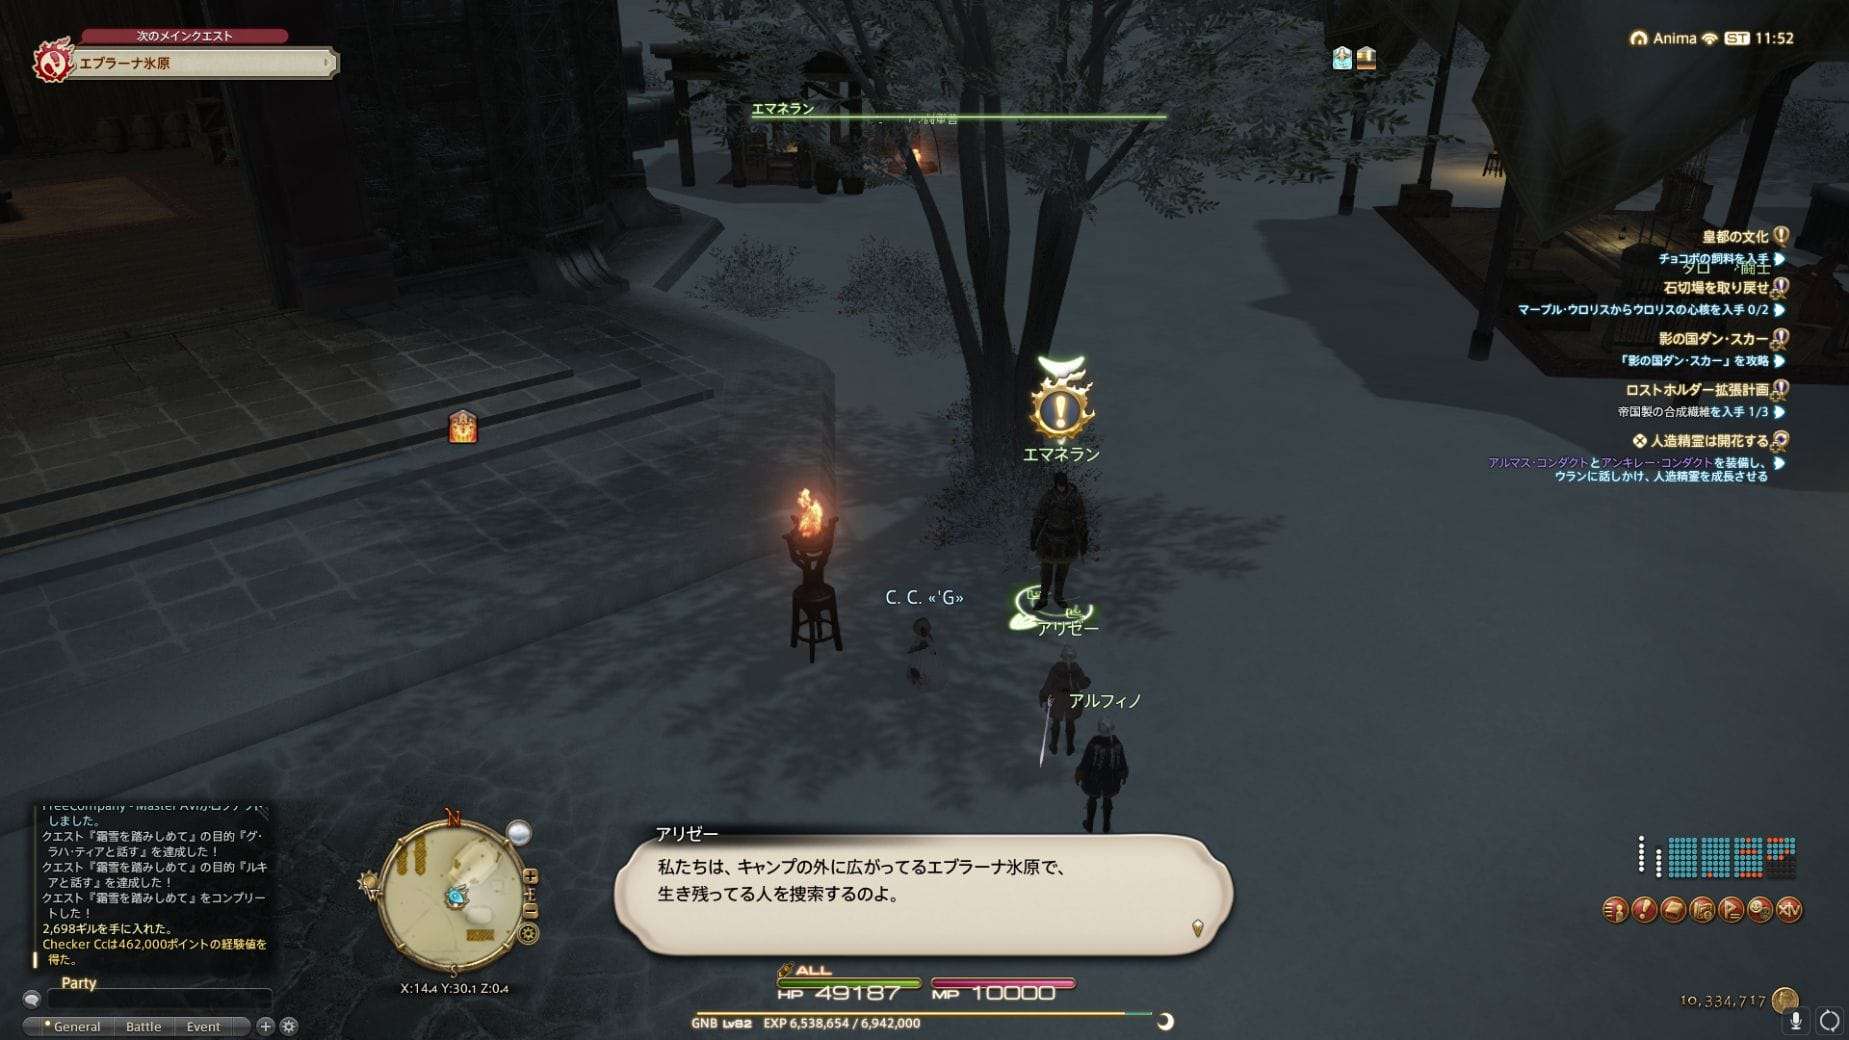 次のメインクエスト
エブラーナ氷原
Anima ST 11:52
エマネラン
皇都の文化
チョコボの飼料を入手
石切場を取り戻せ
マーブル・ウロリスからウロリスの心核を入手 0/2
影の国ダン・スカー
「影の国ダン・スカー」を攻略
ロストホルダー拡張計画
帝国製の合成繊維を入手 1/3
人造精霊は開花する
アルマス・コンダクトとアンキレー・コンダクトを装備し、
ウランに話しかけ、人造精霊を成長させる
エマネラン
C. C. «'G»
アリゼー
アルフィノ
しました。
クエスト『霜雪を踏みしめて』の目的『グ・
ラハ・ティアと話す』を達成した！
クエスト『霜雪を踏みしめて』の目的『ルキ
アと話す』を達成した！
クエスト『霜雪を踏みしめて』をコンプリー
トした！
2,698ギルを手に入れた。
Checker Ccは462,000ポイントの経験値を
得た。
Party
General Battle Event
N
S
X:14.4 Y:30.1 Z:0.4
アリゼー
私たちは、キャンプの外に広がってるエブラーナ氷原で、
生き残ってる人を捜索するのよ。
ALL
HP 49187 MP 10000
GNB Lv82 EXP 6,538,654 / 6,942,000
XIV
10,334,717